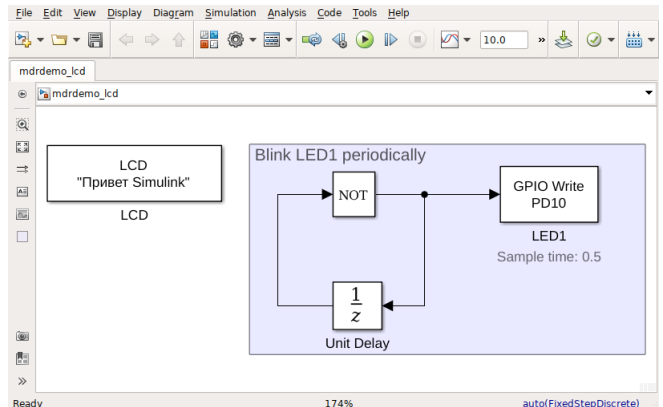 File Edit View Display Diagram Simulation Analysis Code Tools Help
10.0 »
mdrdemo_lcd
mdrdemo_lcd
Blink LED1 periodically
LCD
"Привет Simulink"
LCD
NOT
GPIO Write
PD10
LED1
Sample time: 0.5
1
z
Unit Delay
»
Ready 174% auto(FixedStepDiscrete)